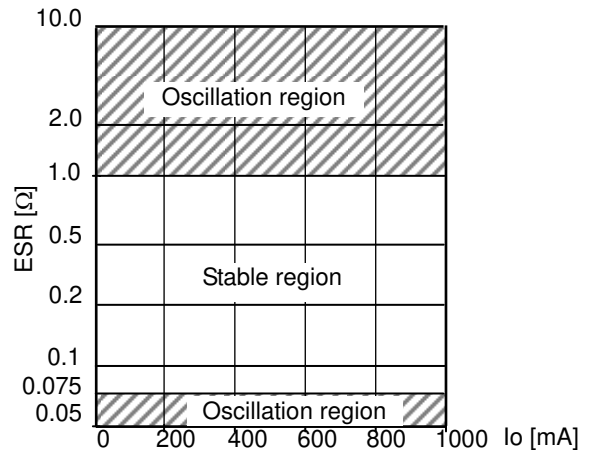 10.0
Oscillation region
2.0
1.0
ESR [Ω]
0.5
Stable region
0.2
0.1
0.075
Oscillation region
0.05
0 200 400 600 800 1000 Io [mA]